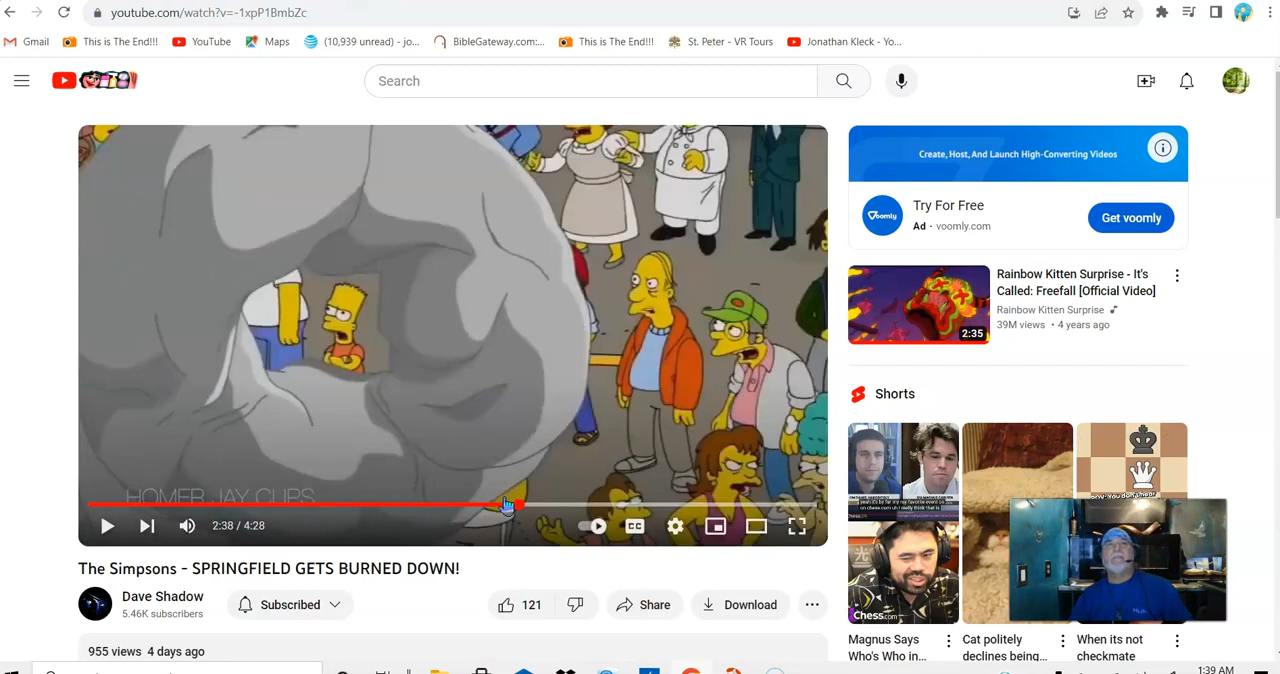 youtube.com/watch?v=-1xpP1BmbZc
Gmail
This is The End!!!
YouTube
Maps
(10,939 unread) - jo...
BibleGateway.com:...
This is The End!!!
St. Peter - VR Tours
Jonathan Kleck - Yo...
Search
HOMER JAY CLIPS
2:38 / 4:28
CC
The Simpsons - SPRINGFIELD GETS BURNED DOWN!
Dave Shadow
5.46K subscribers
Subscribed
121
Share
Download
955 views 4 days ago
Create, Host, And Launch High-Converting Videos
voomly
Try For Free
Ad · voomly.com
Get voomly
2:35
Rainbow Kitten Surprise - It's
Called: Freefall [Official Video]
Rainbow Kitten Surprise
39M views • 4 years ago
Shorts
Chess.com
Magnus Says
Who's Who in...
Cat politely
declines being...
When its not
checkmate
1:39 AM